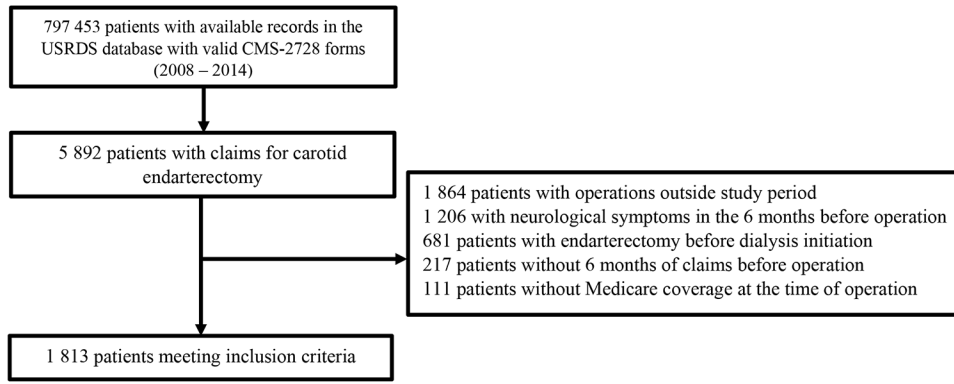 797 453 patients with available records in the
USRDS database with valid CMS-2728 forms
(2008 – 2014)
5 892 patients with claims for carotid
endarterectomy
1 864 patients with operations outside study period
1 206 with neurological symptoms in the 6 months before operation
681 patients with endarterectomy before dialysis initiation
217 patients without 6 months of claims before operation
111 patients without Medicare coverage at the time of operation
1 813 patients meeting inclusion criteria